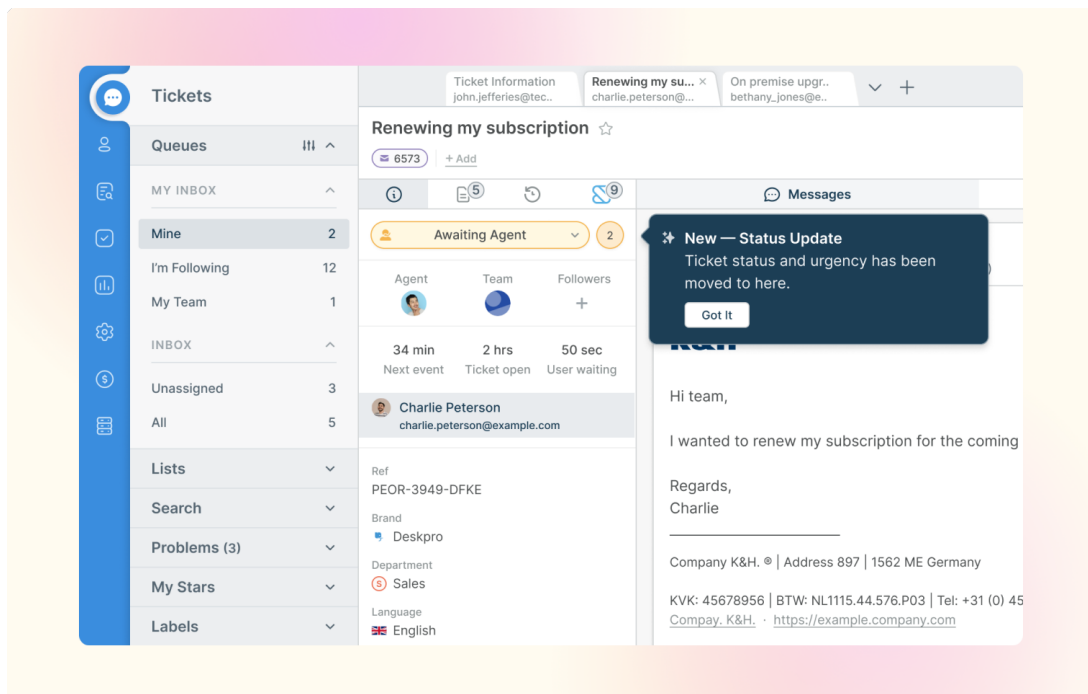 Tickets
Queues
MY INBOX
Mine 2
I'm Following 12
My Team 1
INBOX
Unassigned 3
All 5
Lists
Search
Problems (3)
My Stars
Labels
Ticket Information
john.jefferies@tec..
Renewing my su... ×
charlie.peterson@...
On premise upgr..
bethany_jones@e..
Renewing my subscription
6573 + Add
5
9
Messages
Awaiting Agent 2
Agent Team Followers
34 min 2 hrs 50 sec
Next event Ticket open User waiting
Charlie Peterson
charlie.peterson@example.com
Ref
PEOR-3949-DFKE
Brand
Deskpro
Department
S Sales
Language
English
New — Status Update
Ticket status and urgency has been
moved to here.
Got It
Hi team,
I wanted to renew my subscription for the coming
Regards,
Charlie
Company K&H. ® | Address 897 | 1562 ME Germany
KVK: 45678956 | BTW: NL1115.44.576.P03 | Tel: +31 (0) 45
Compay. K&H. · https://example.company.com